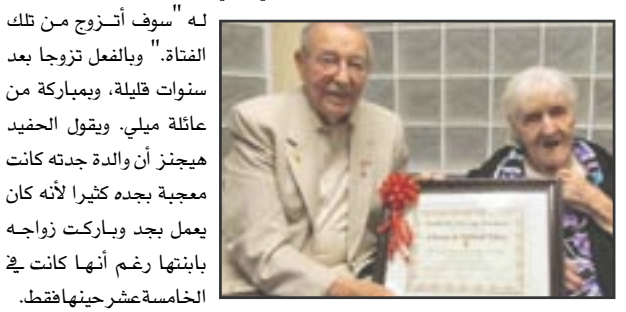 له "سوف أتزوج من تلك
الفتاة." وبالفعل تزوجا بعد
سنوات قليلة، وبمباركة من
عائلة ميلي. ويقول الحفيد
هيجنز أن والدة جدته كانت
معجبة بجده كثيرا لأنه كان
يعمل بجد وباركت زواجه
بابنتها رغم أنها كانت في
الخامسة عشر حينها فقط.